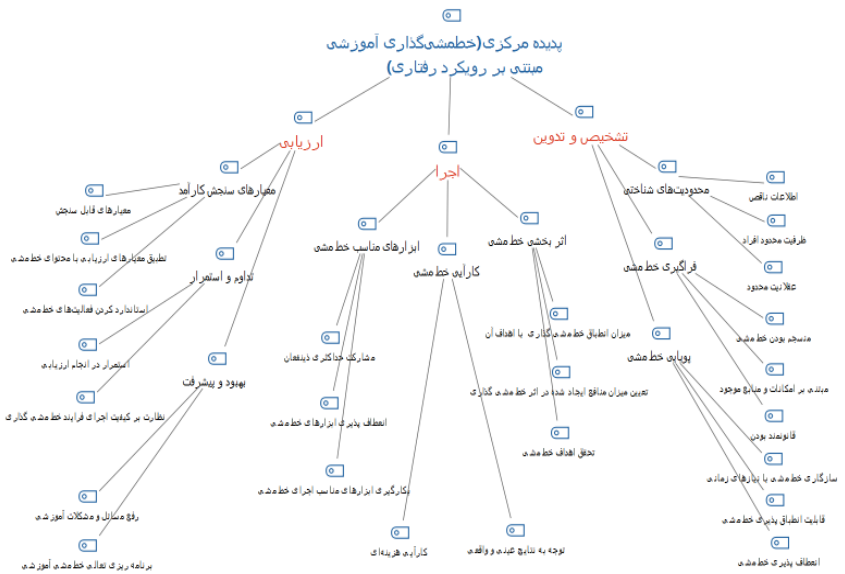 پدیده مرکزی(خطمشی‌گذاری آموزشی
مبتنی بر رویکرد رفتاری)
تشخیص و تدوین
محدودیت‌های شناختی
اطلاعات ناقص
ظرفیت محدود افراد
عقلانیت محدود
فراگیری خط‌مشی
منسجم بودن خط‌مشی
مبتنی بر امکانات و منابع موجود
قانونمند بودن
پویایی خط‌مشی
سازگاری خط‌مشی با نیازهای زمانی
قابلیت انطباق پذیری خط‌مشی
انعطاف پذیری خط‌مشی
اجرا
اثر بخشی خط‌مشی
میزان انطباق خط‌مشی گذاری با اهداف آن
تعیین میزان منافع ایجاد شده در اثر خط‌مشی گذاری
تحقق اهداف خط‌مشی
کارآیی خط‌مشی
توجه به نتایج عینی و واقعی
کارآیی هزینه‌ای
ابزارهای مناسب خط‌مشی
مشارکت حداکثری ذینفعان
انعطاف پذیری ابزارهای خط‌مشی
بکارگیری ابزارهای مناسب اجرای خط‌مشی
ارزیابی
معیارهای سنجش کارآمد
معیارهای قابل سنجش
تطبیق معیارهای ارزیابی با محتوای خط‌مشی
استاندارد کردن فعالیت‌های خط‌مشی
تداوم و استمرار
استمرار در انجام ارزیابی
نظارت بر کیفیت اجرای فرایند خط‌مشی گذاری
بهبود و پیشرفت
رفع مسائل و مشکلات آموزشی
برنامه ریزی تعالی خط‌مشی آموزشی